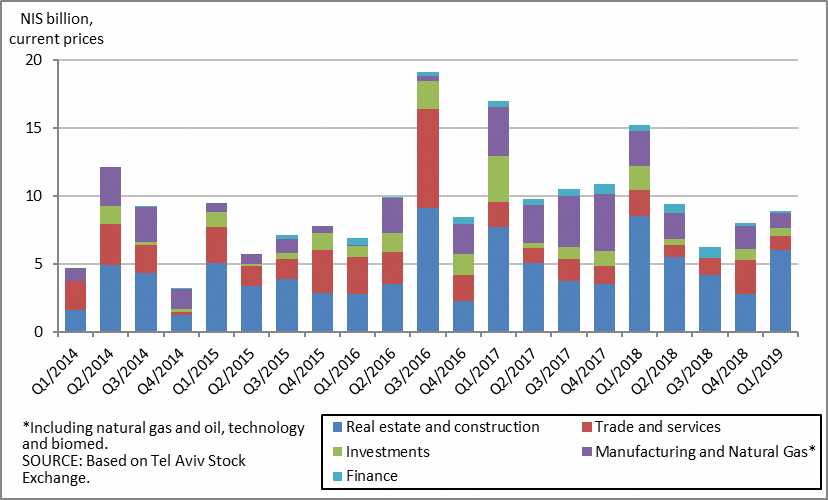 NIS billion,
current prices
20
15
10
5
0
Q1/2014
Q2/2014
Q3/2014
Q4/2014
Q1/2015
Q2/2015
Q3/2015
Q4/2015
Q1/2016
Q2/2016
Q3/2016
Q4/2016
Q1/2017
Q2/2017
Q3/2017
Q4/2017
Q1/2018
Q2/2018
Q3/2018
Q4/2018
Q1/2019
*Including natural gas and oil, technology
and biomed.
SOURCE: Based on Tel Aviv Stock
Exchange.
Real estate and construction
Trade and services
Investments
Manufacturing and Natural Gas*
Finance